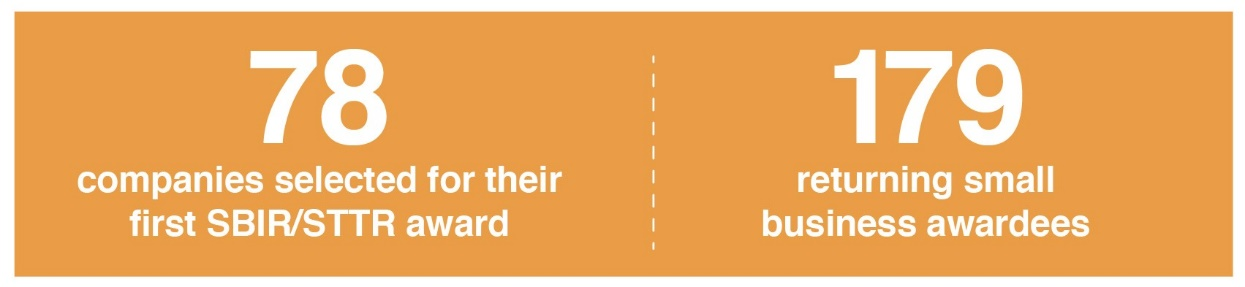 78
companies selected for their
first SBIR/STTR award
179
returning small
business awardees